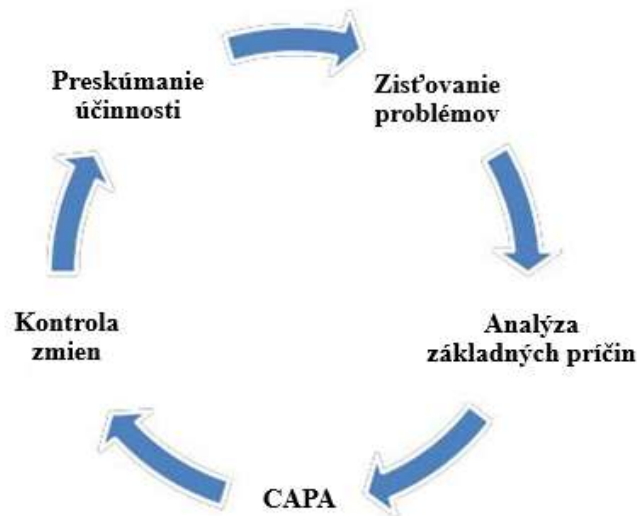 Preskúmanie
účinnosti
Zisťovanie
problémov
Analýza
základných príčin
CAPA
Kontrola
zmien